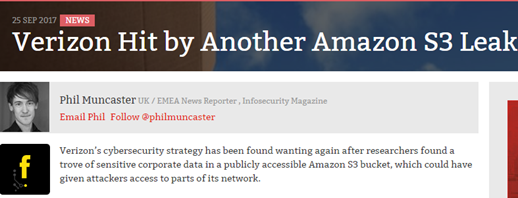 25 SEP 2017 NEWS
Verizon Hit by Another Amazon S3 Leak
Phil Muncaster UK / EMEA News Reporter , Infosecurity Magazine
Email Phil Follow @philmuncaster
Verizon's cybersecurity strategy has been found wanting again after researchers found a
trove of sensitive corporate data in a publicly accessible Amazon S3 bucket, which could have
given attackers access to parts of its network.